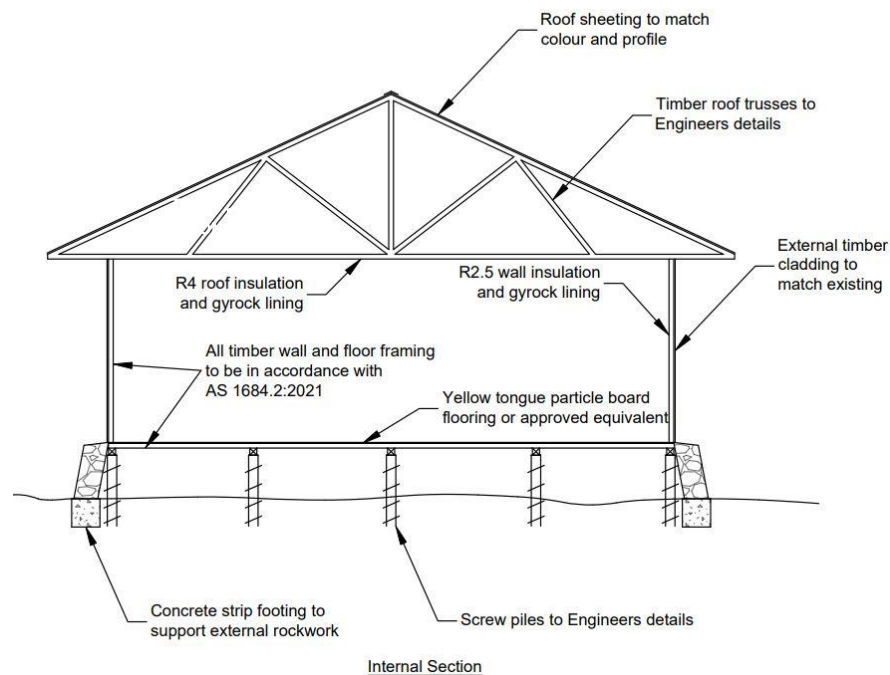 Roof sheeting to match
colour and profile
Timber roof trusses to
Engineers details
External timber
cladding to
match existing
R4 roof insulation
and gyrock lining
R2.5 wall insulation
and gyrock lining
All timber wall and floor framing
to be in accordance with
AS 1684.2:2021
Yellow tongue particle board
flooring or approved equivalent
Concrete strip footing to
support external rockwork
Screw piles to Engineers details
Internal Section